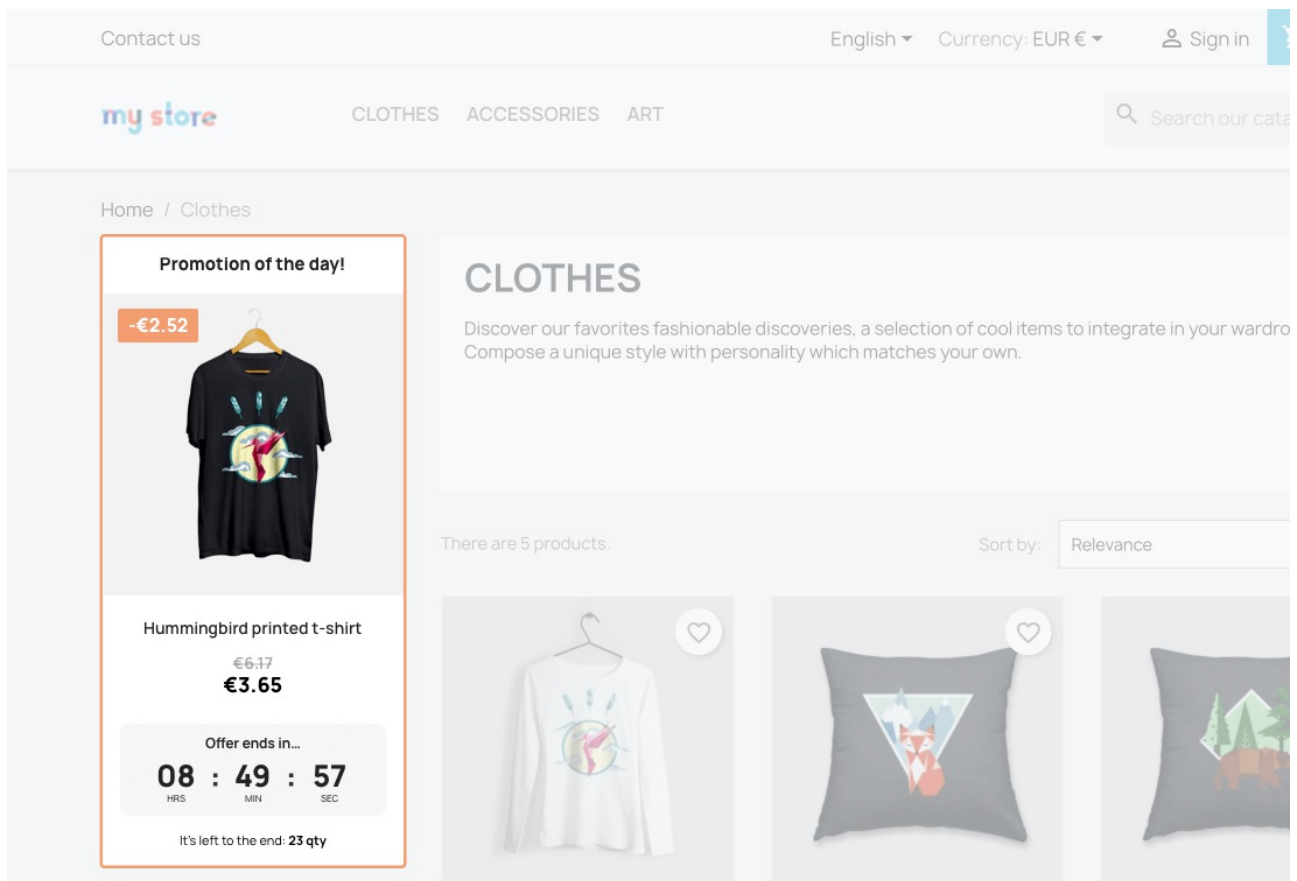 Contact us
English
Currency: EUR €
Sign in
my store
CLOTHES ACCESSORIES ART
Search our
Home / Clothes
Promotion of the day!
-€2.52
Hummingbird printed t-shirt
€6.17
€3.65
Offer ends in...
08 : 49 : 57
HRS MIN SEC
It's left to the end: 23 qty
CLOTHES
Discover our favorites fashionable discoveries, a selection of cool items to integrate in your
Compose a unique style with personality which matches your own.
There are 5 products.
Sort by: Relevance